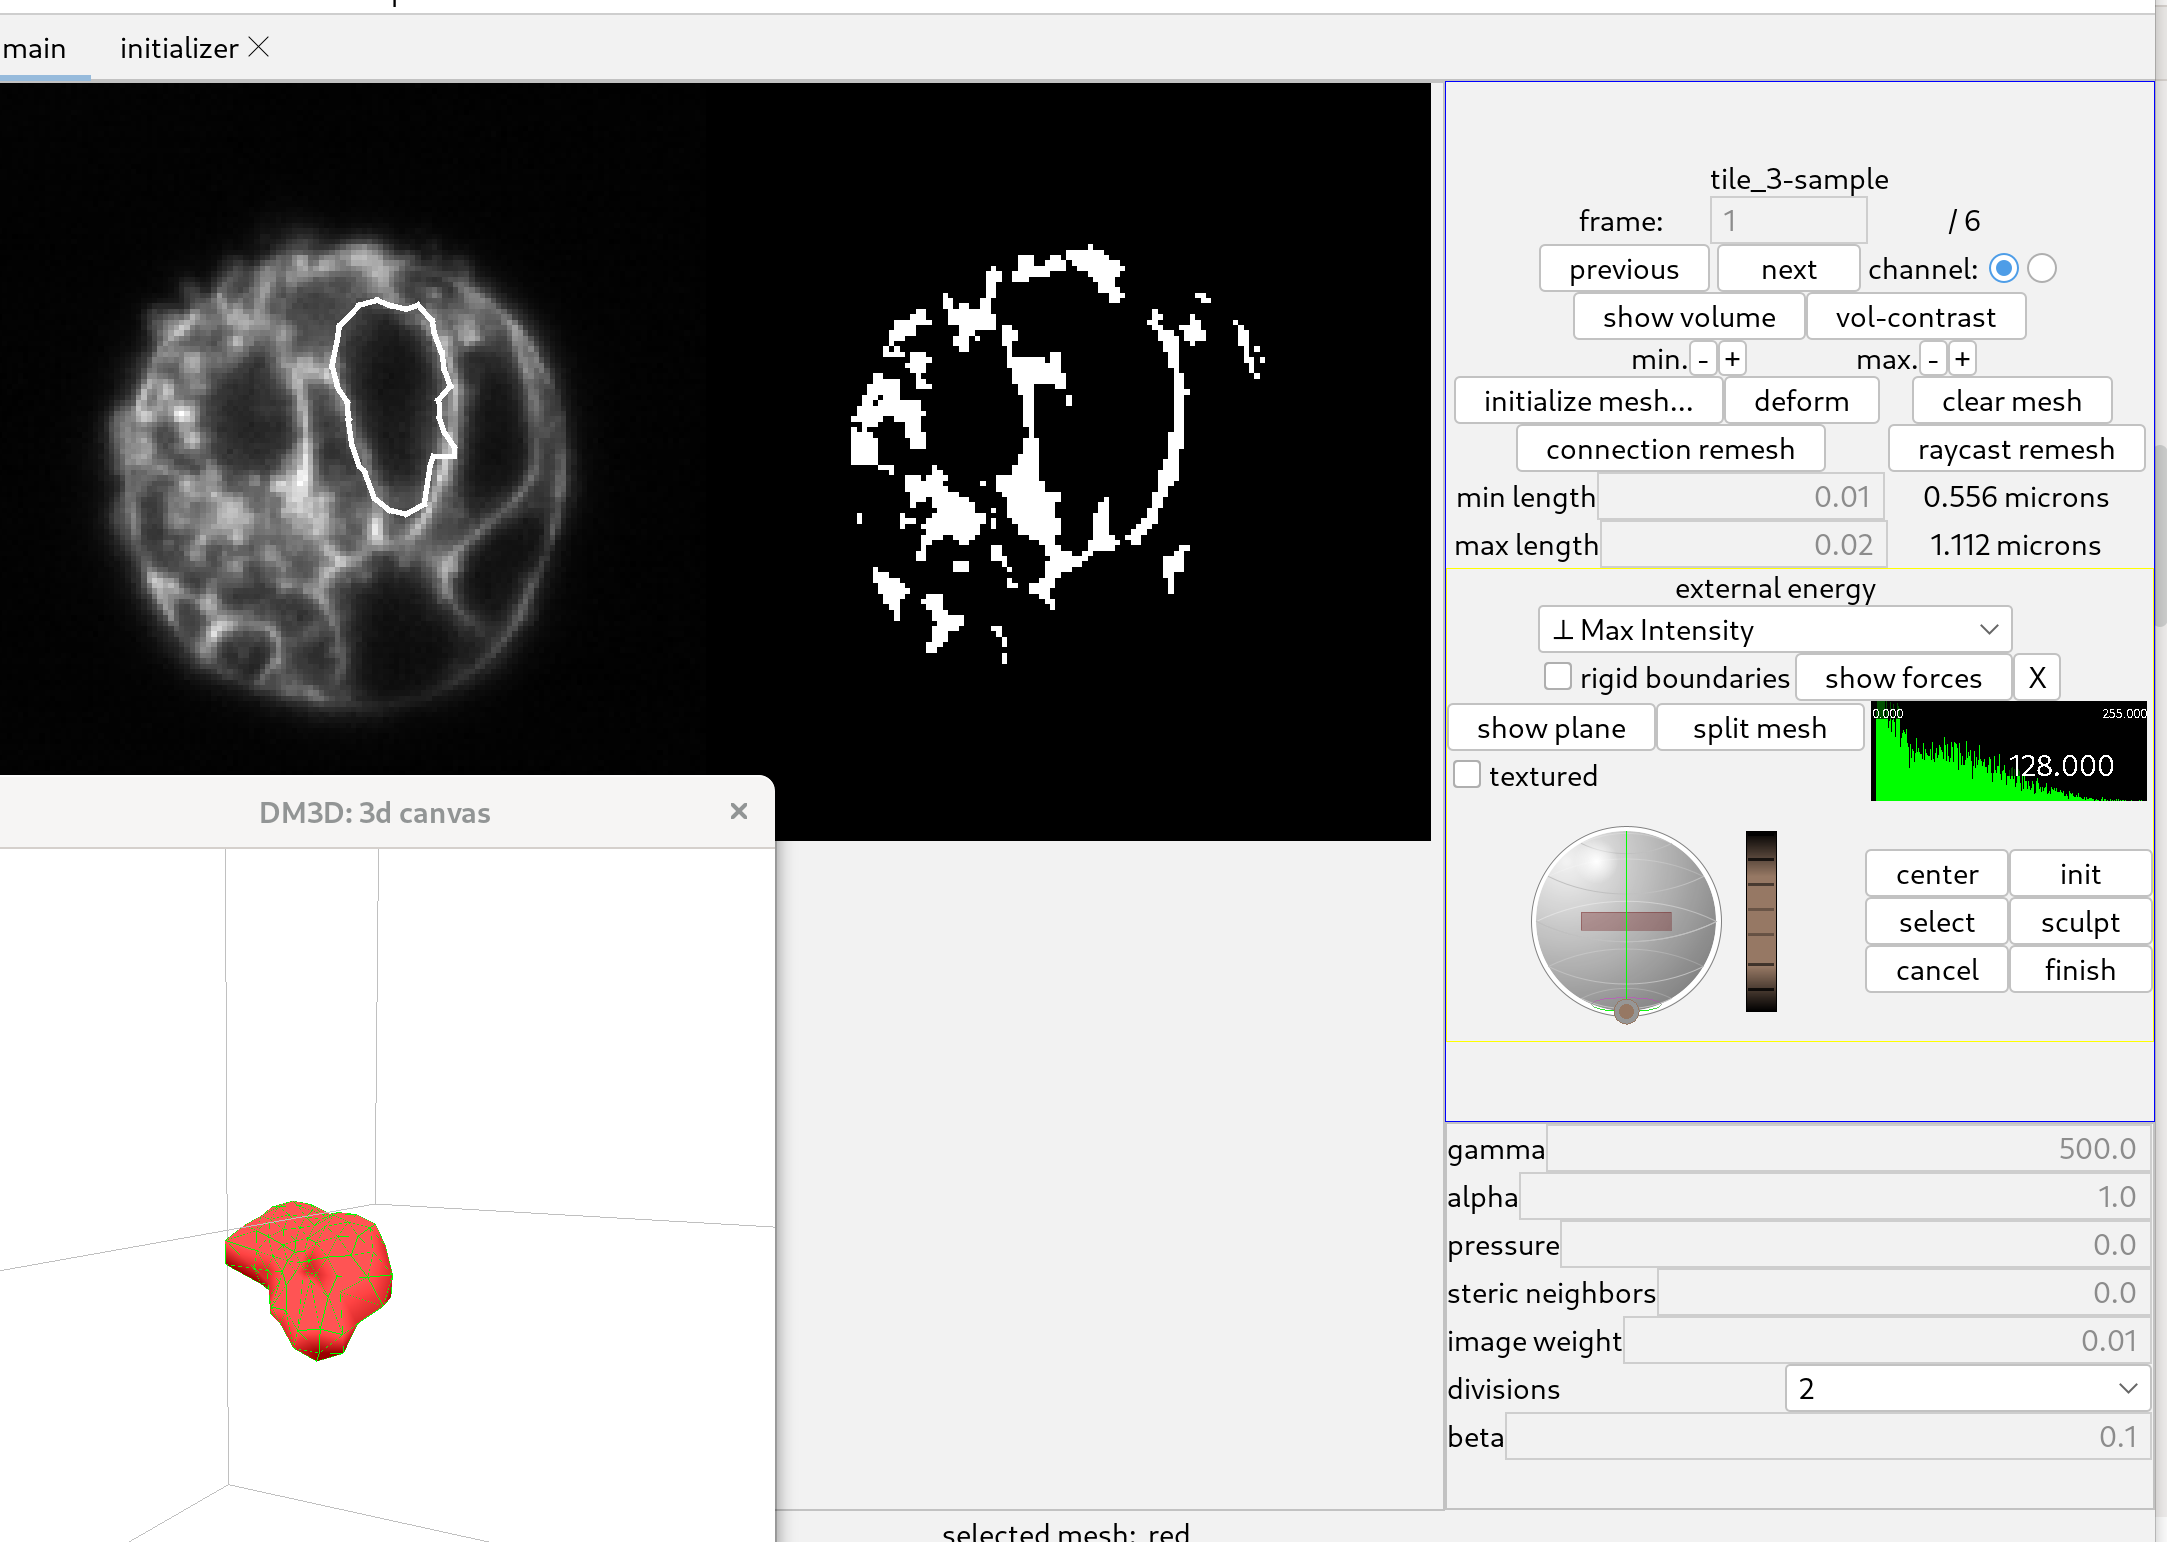 main initializer
tile_3-sample
frame: 1 / 6
previous next channel:
show volume vol-contrast
min. - + max. - +
initialize mesh... deform clear mesh
connection remesh raycast remesh
min length 0.01 0.556 microns
max length 0.02 1.112 microns
external energy
⊥ Max Intensity
rigid boundaries show forces X
show plane split mesh
0.000 255.000
128.000
textured
DM3D: 3d canvas
center init
select sculpt
cancel finish
gamma 500.0
alpha 1.0
pressure 0.0
steric neighbors 0.0
image weight 0.01
divisions 2
beta 0.1
selected mesh: red